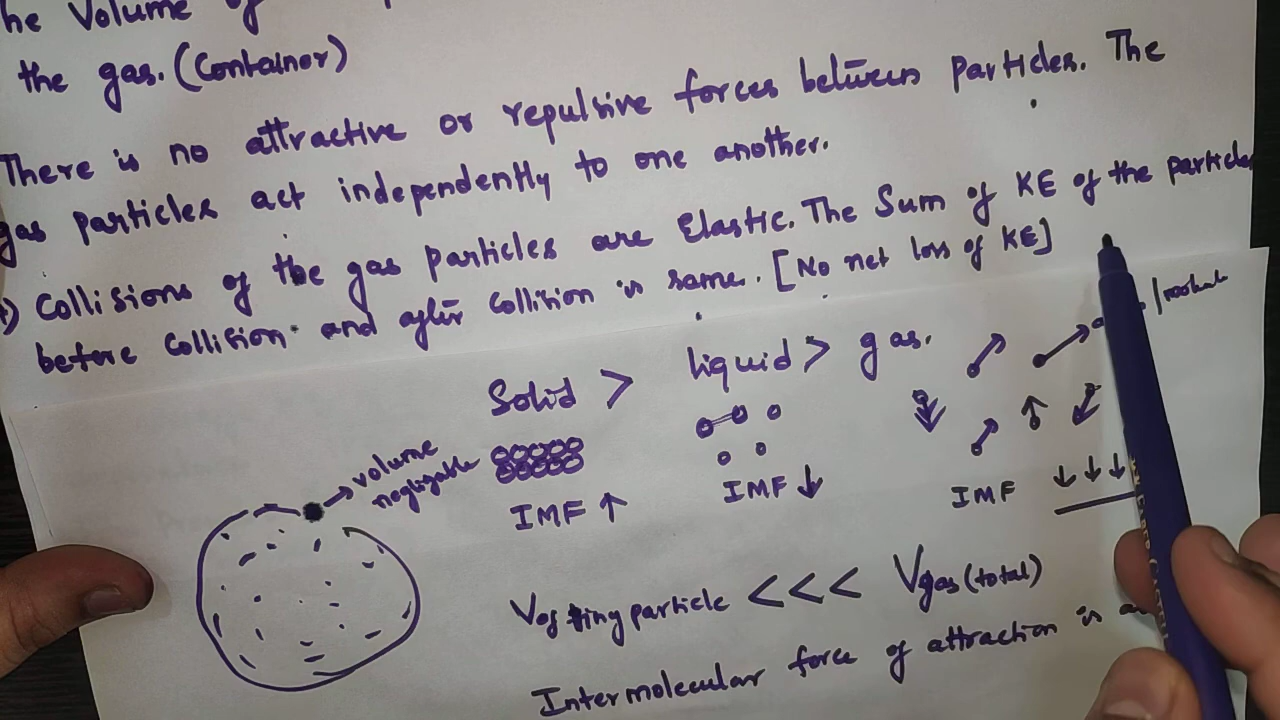 he Volume of
the gas. (Container)
There is no attractive or repulsive forces between particles. The
gas particles act independently to one another.
Collisions of the gas particles are Elastic. The Sum of KE of the particles
before Collision and after Collision is same. [No net loss of KE]
Solid > liquid > gas.
→ volume negligable
IMF ↑ IMF ↓ IMF ↓↓↓
Vof tiny particle <<< Vgas (total)
Intermolecular force of attraction is